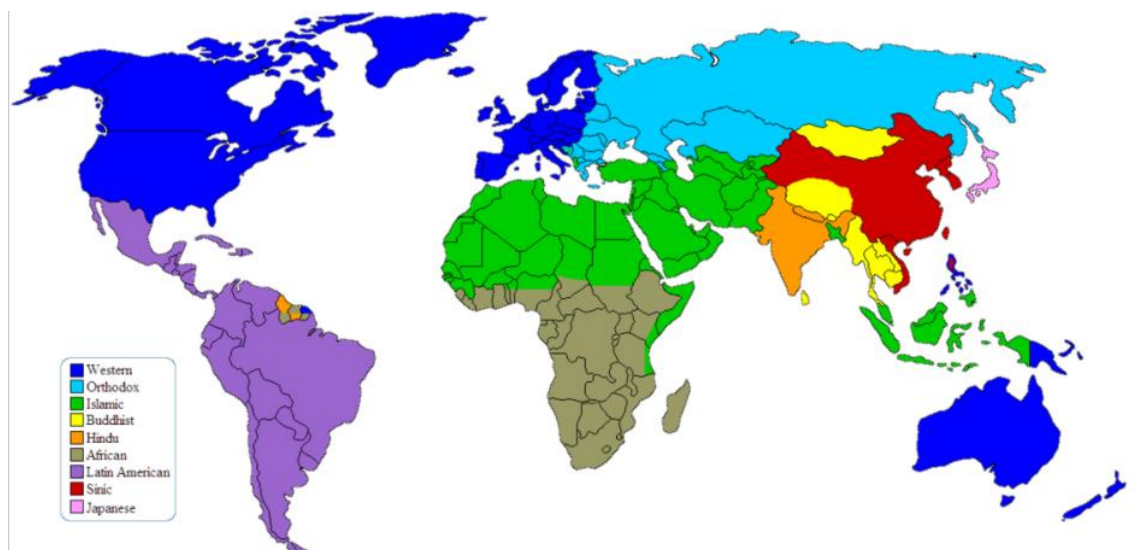 Western
Orthodox
Islamic
Buddhist
Hindu
African
Latin American
Sinic
Japanese